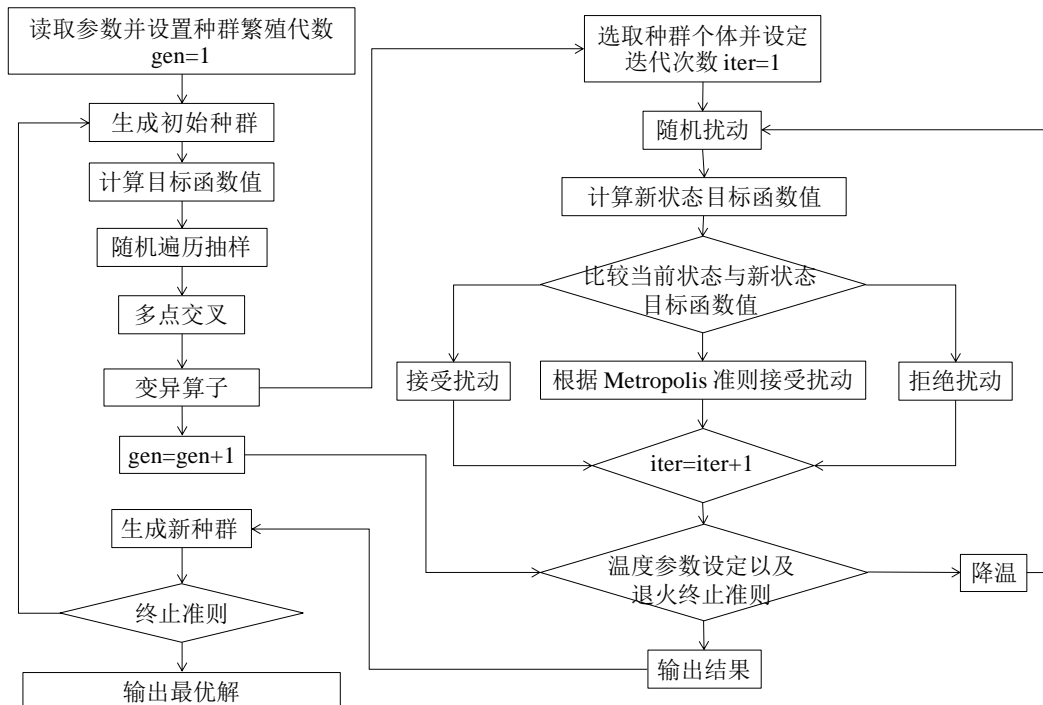 读取参数并设置种群繁殖代数
gen=1
生成初始种群
计算目标函数值
随机遍历抽样
多点交叉
变异算子
gen=gen+1
生成新种群
终止准则
输出最优解
选取种群个体并设定
迭代次数 iter=1
随机扰动
计算新状态目标函数值
比较当前状态与新状态
目标函数值
接受扰动
根据 Metropolis 准则接受扰动
拒绝扰动
iter=iter+1
温度参数设定以及
退火终止准则
降温
输出结果